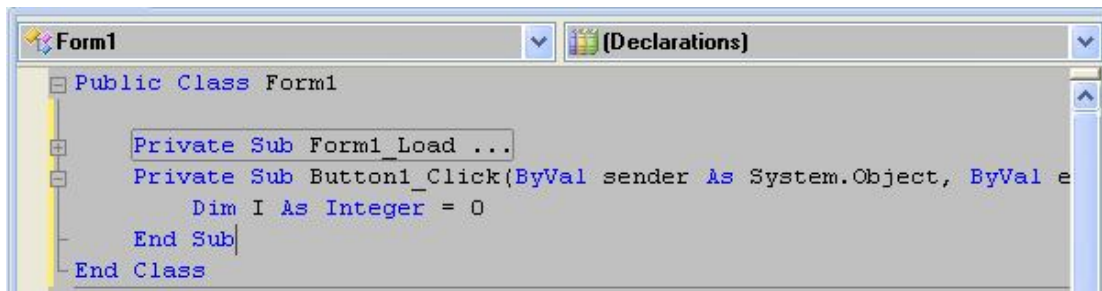 Form1 (Declarations)
Public Class Form1
Private Sub Form1_Load ...
Private Sub Button1_Click(ByVal sender As System.Object, ByVal e
Dim I As Integer = 0
End Sub
End Class